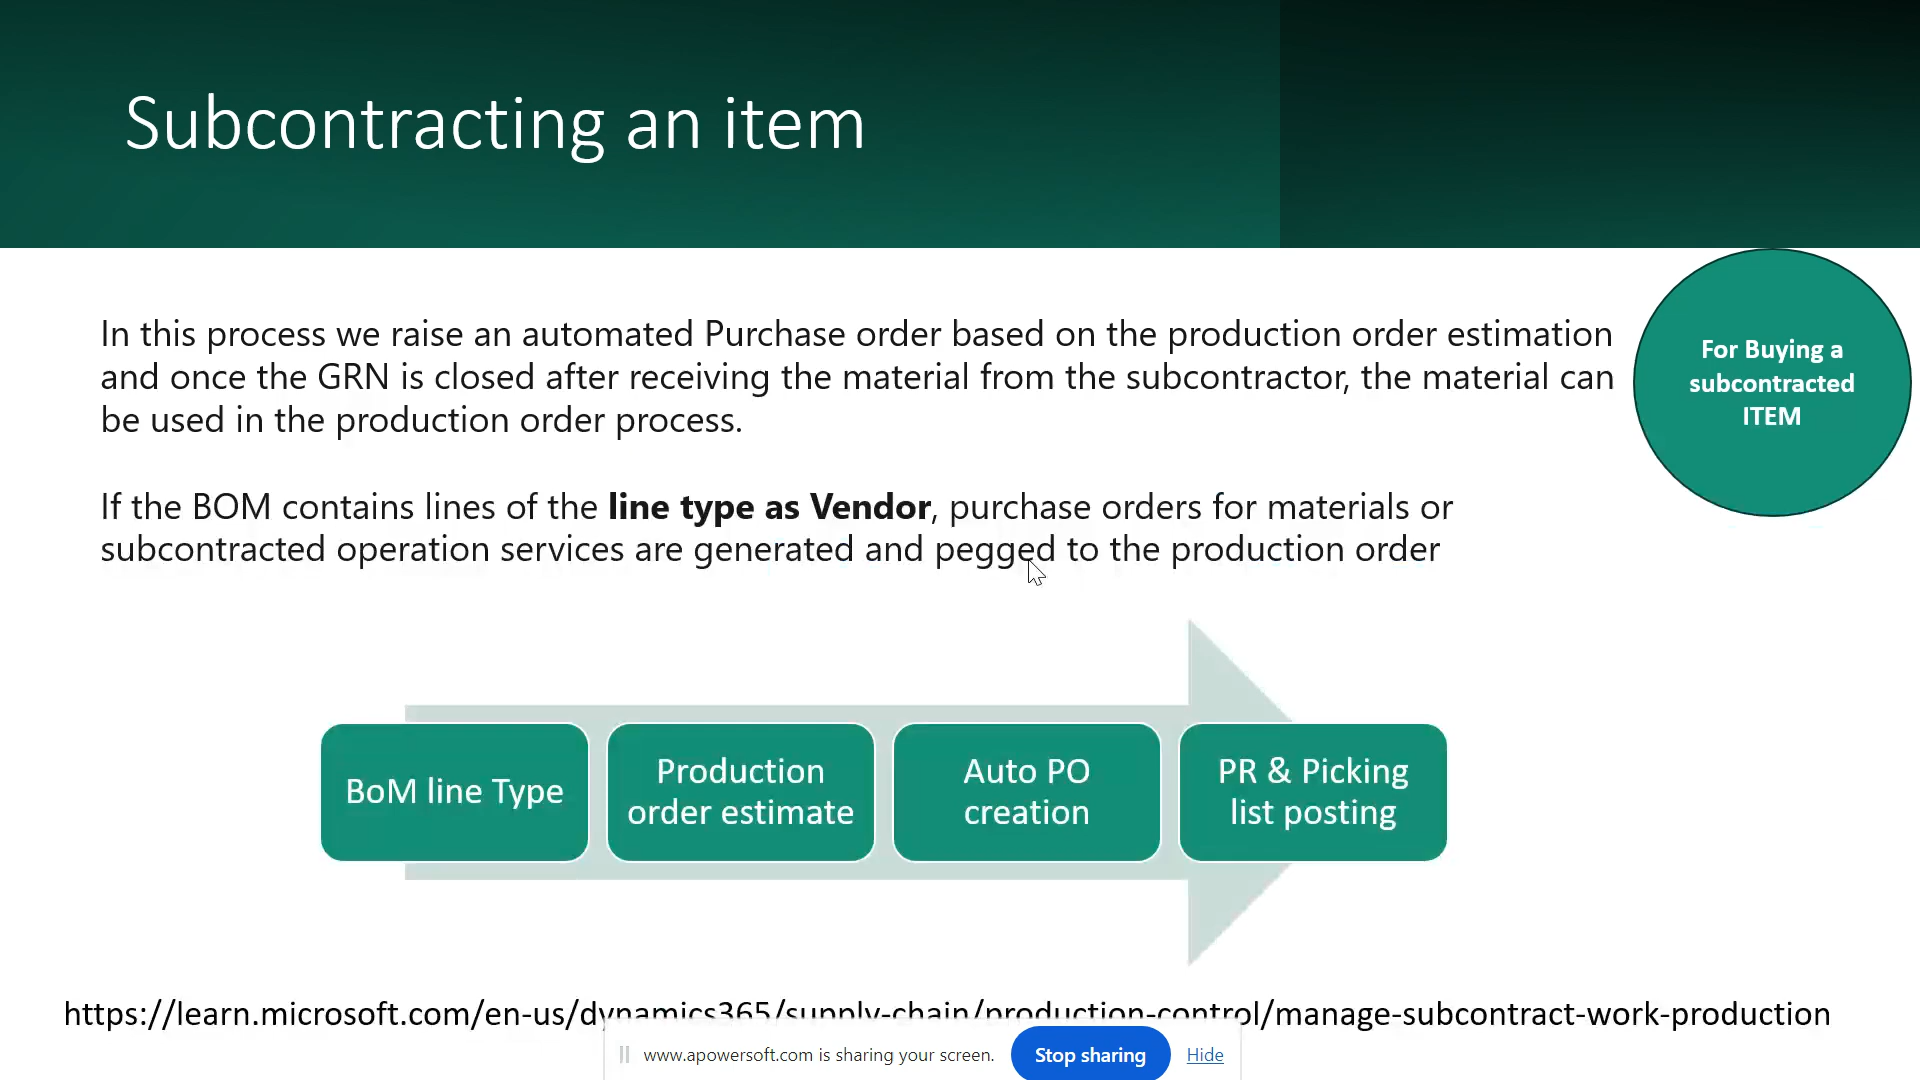 Subcontracting an item
In this process we raise an automated Purchase order based on the production order estimation
and once the GRN is closed after receiving the material from the subcontractor, the material can
be used in the production order process.
For Buying a
subcontracted
ITEM
If the BOM contains lines of the line type as Vendor, purchase orders for materials or
subcontracted operation services are generated and pegged to the production order
BoM line Type
Production
order estimate
Auto PO
creation
PR & Picking
list posting
https://learn.microsoft.com/en-us/dynamics365/supply-chain/production-control/manage-subcontract-work-production
www.apowersoft.com is sharing your screen.
Stop sharing
Hide